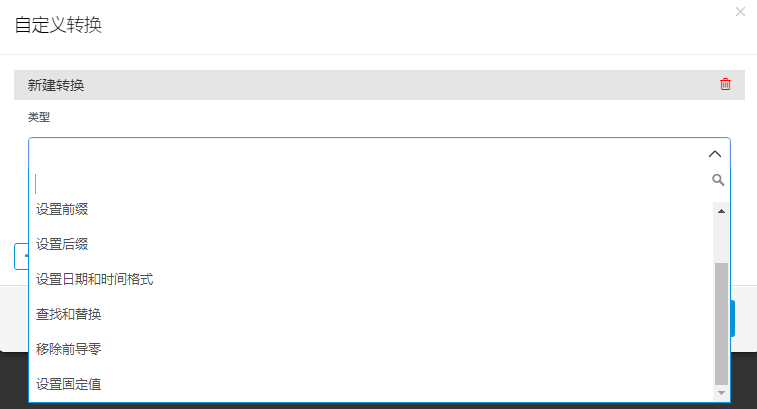 自定义转换
新建转换
类型
设置前缀
设置后缀
设置日期和时间格式
查找和替换
移除前导零
设置固定值